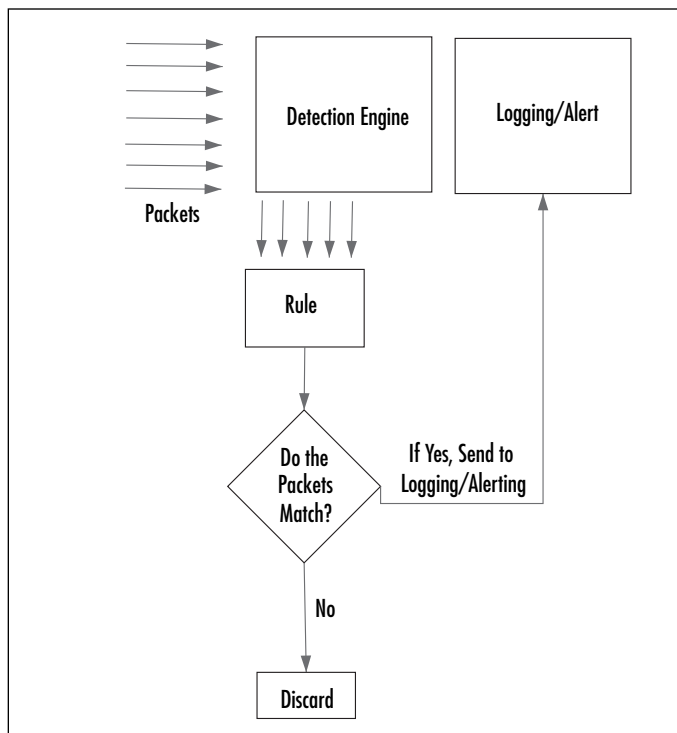 Detection Engine
Logging/Alert
Packets
Rule
Do the
Packets
Match?
If Yes, Send to
Logging/Alerting
No
Discard